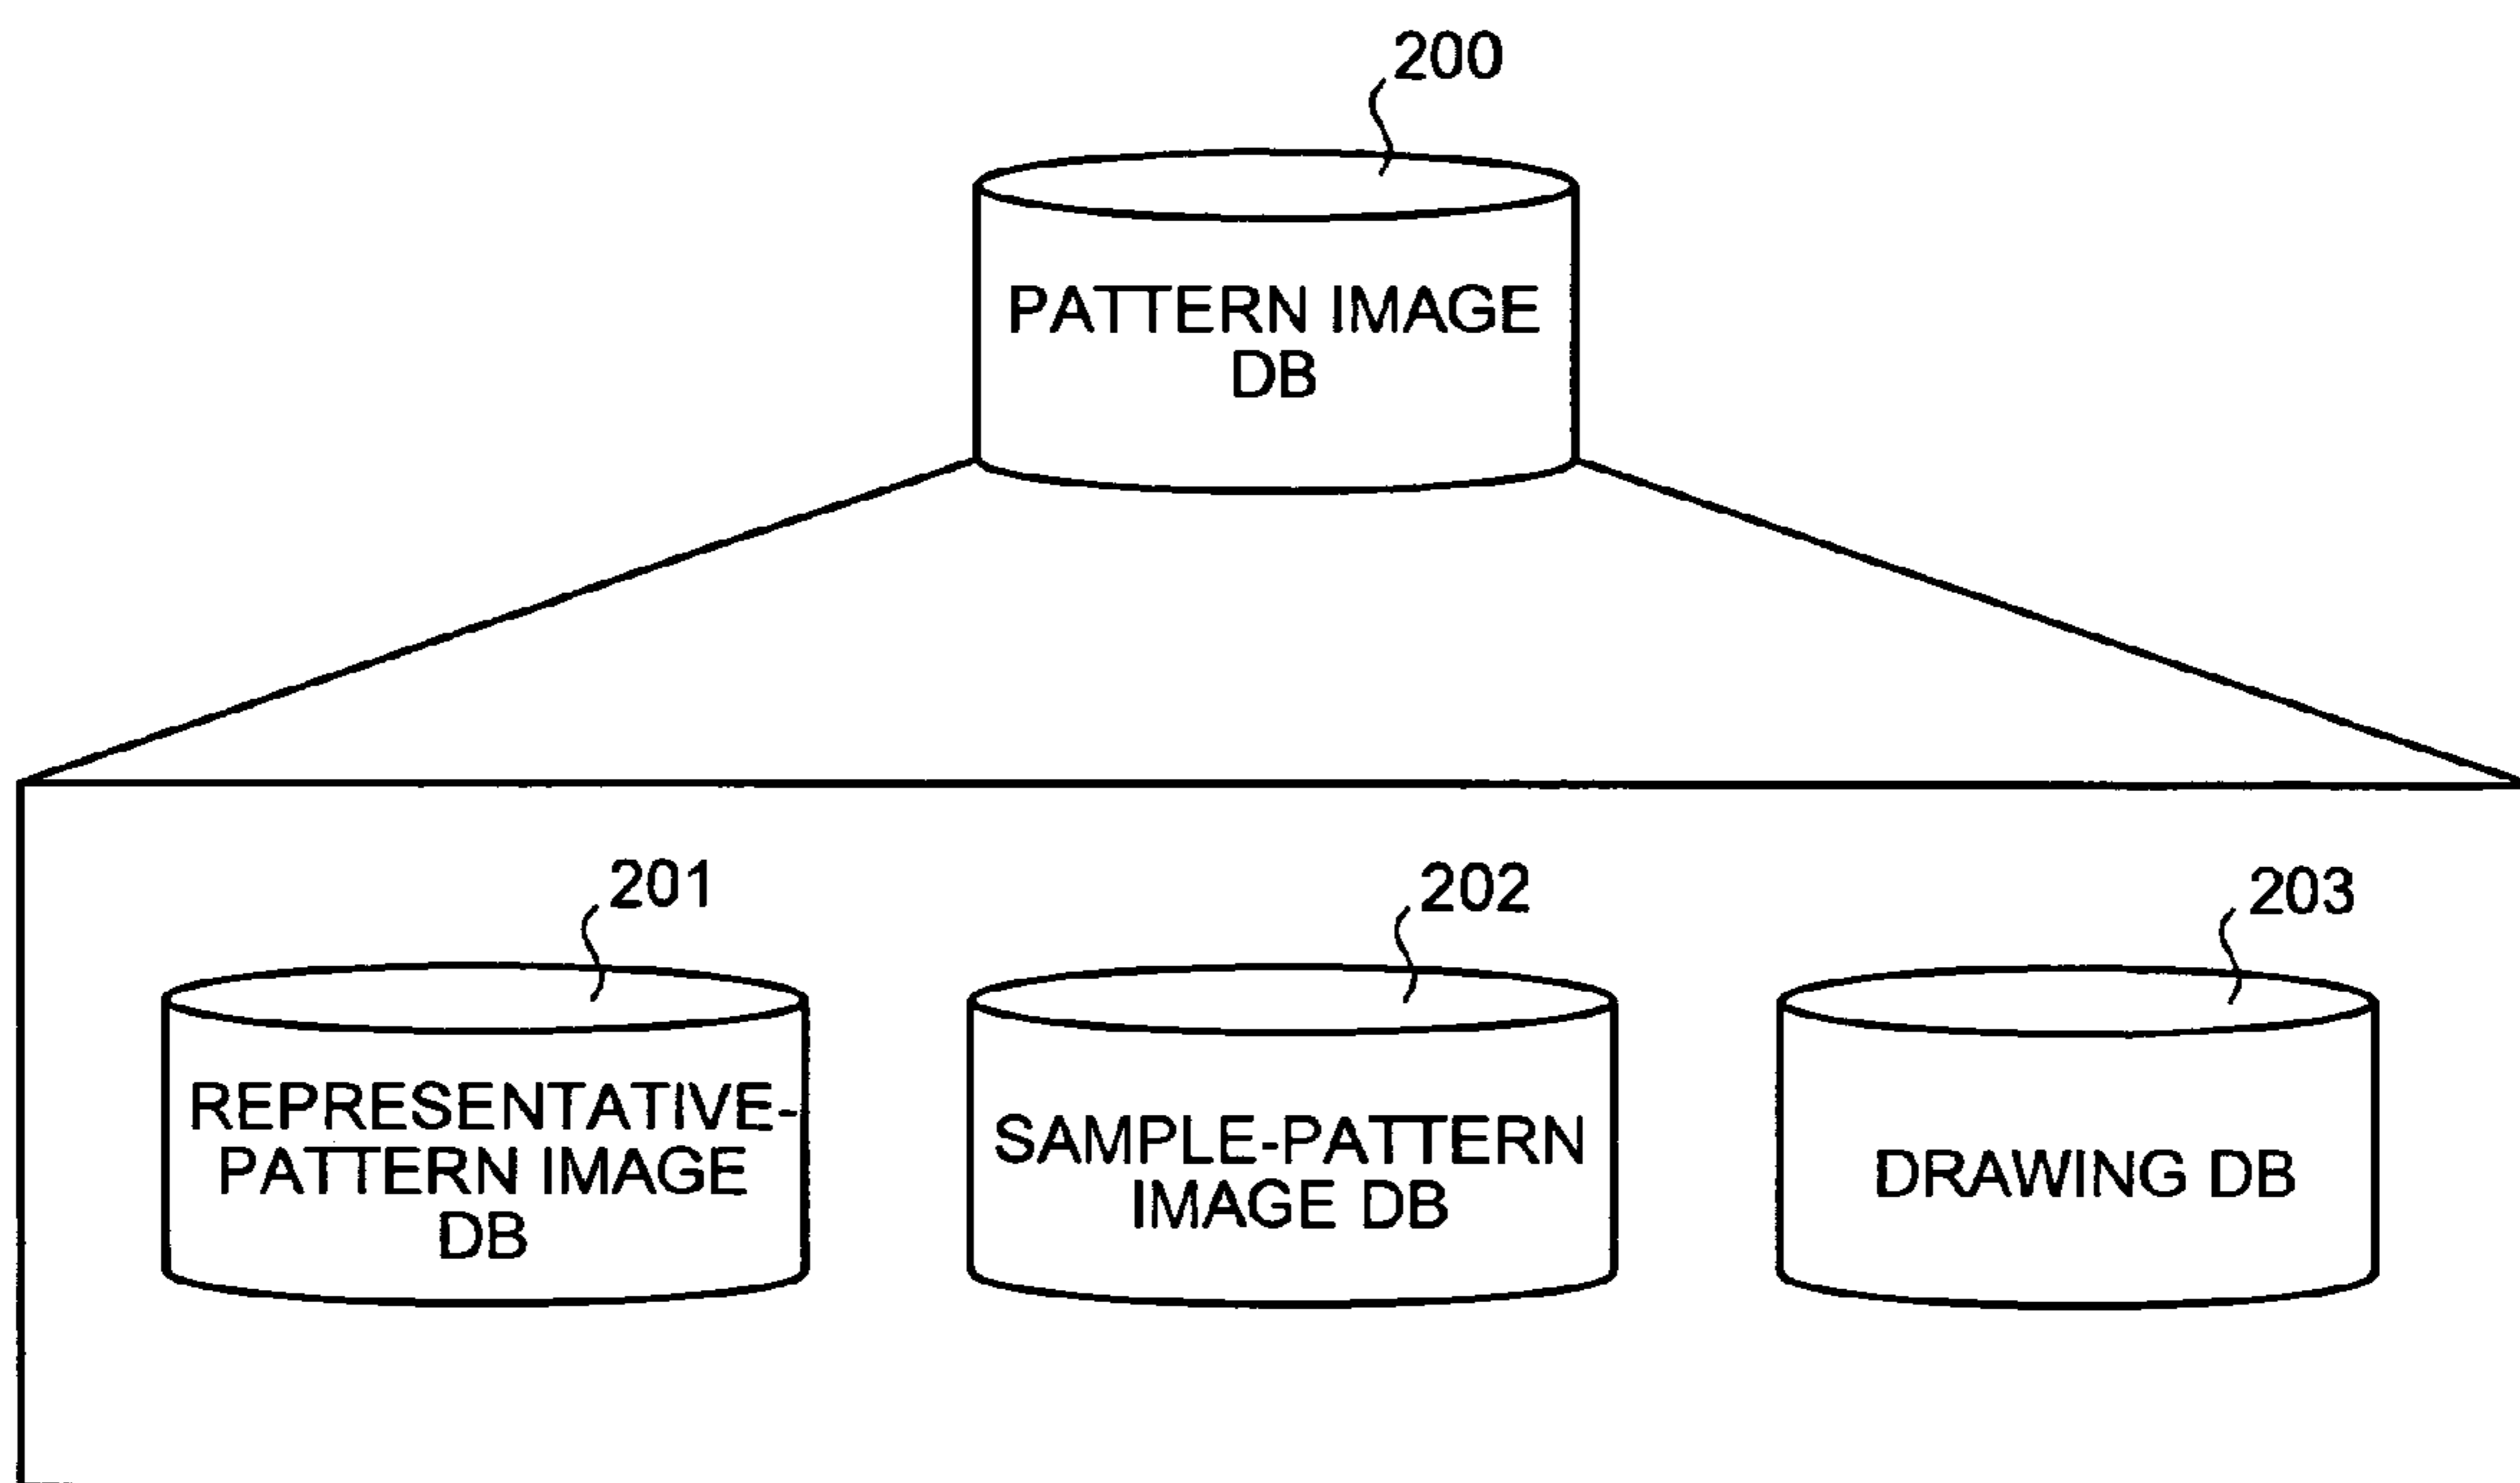 200
PATTERN IMAGE
DB
201
202
203
REPRESENTATIVE-
PATTERN IMAGE
DB
SAMPLE-PATTERN
IMAGE DB
DRAWING DB